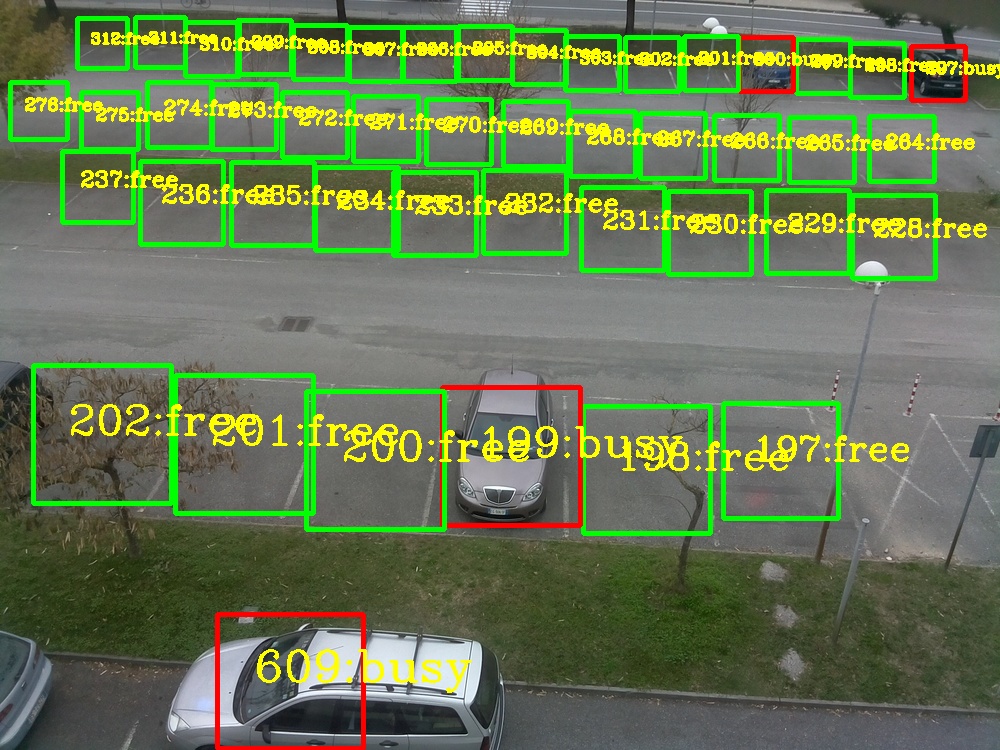 312:free 311:free 310:free 309:free 308:free 307:free 306:free 305:free 304:free 303:free 302:free 301:free 300:busy 299:free 298:free 297:busy
276:free 275:free 274:free 273:free 272:free 271:free 270:free 269:free 268:free 267:free 266:free 265:free 264:free
237:free 236:free 235:free 234:free 233:free 232:free 231:free 230:free 229:free 228:free
202:free 201:free 200:free 199:busy 198:free 197:free
609:busy